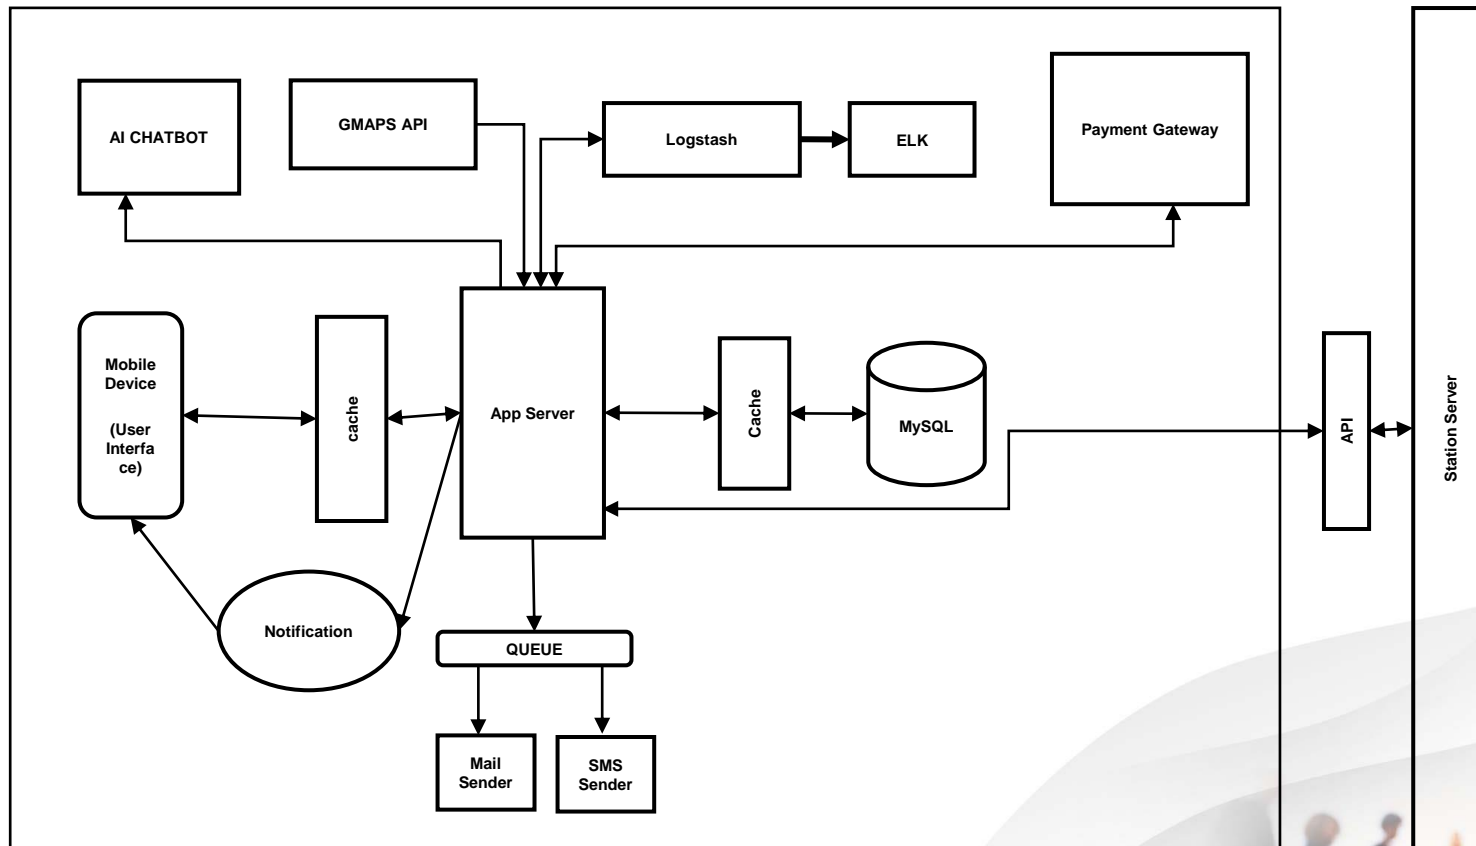 AI CHATBOT
GMAPS API
Logstash
ELK
Payment Gateway
Mobile
Device
(User
Interfa
ce)
cache
App Server
Cache
MySQL
API
Station Server
Notification
QUEUE
Mail
Sender
SMS
Sender